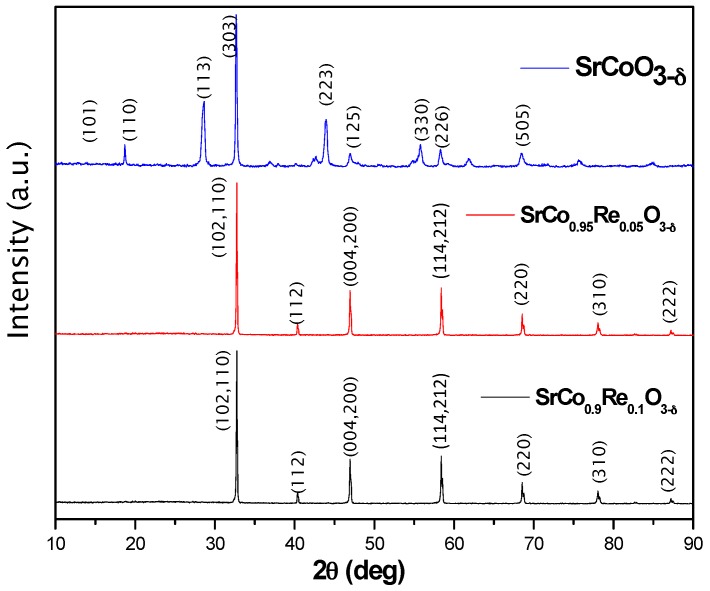 Intensity (a.u.)
(101) (110) (113) (303) (223) (125) (330) (226) (505)
SrCoO3-δ
(102,110) (112) (004,200) (114,212) (220) (310) (222)
SrCo0.95Re0.05O3-δ
(102,110) (112) (004,200) (114,212) (220) (310) (222)
SrCo0.9Re0.1O3-δ
10 20 30 40 50 60 70 80 90
2θ (deg)